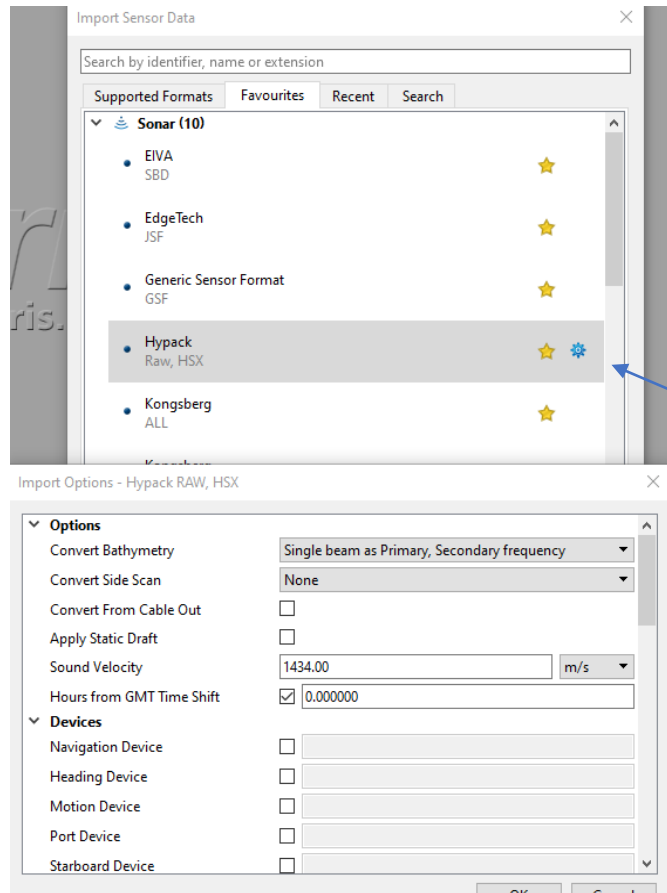 Import Sensor Data
Search by identifier, name or extension
Supported Formats Favourites Recent Search
Sonar (10)
EIVA
SBD
EdgeTech
JSF
Generic Sensor Format
GSF
ris.
Hypack
Raw, HSX
Kongsberg
ALL
Import Options - Hypack RAW, HSX
Options
Convert Bathymetry Single beam as Primary, Secondary frequency
Convert Side Scan None
Convert From Cable Out
Apply Static Draft
Sound Velocity 1434.00 m/s
Hours from GMT Time Shift 0.000000
Devices
Navigation Device
Heading Device
Motion Device
Port Device
Starboard Device